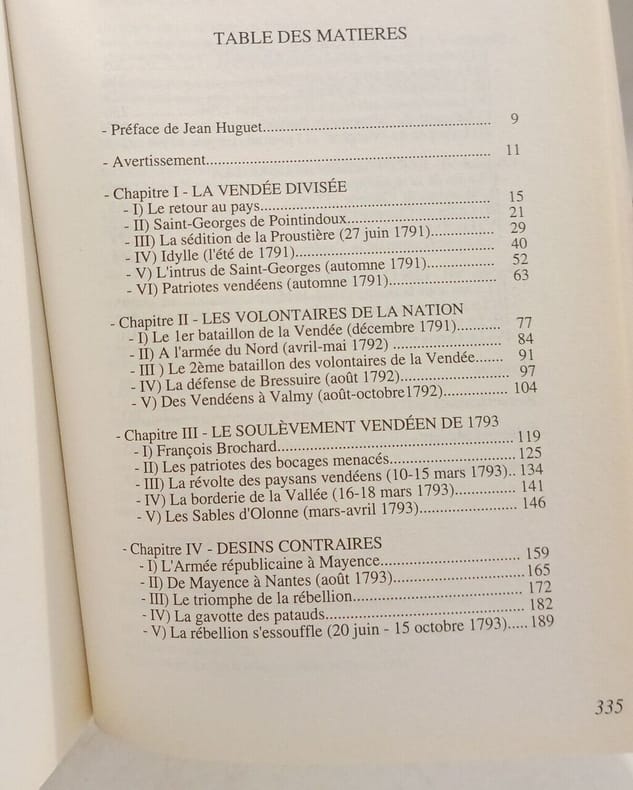 TABLE DES MATIERES
- Préface de Jean Huguet........................................................ 9
- Avertissement...................................................................... 11
- Chapitre I - LA VENDÉE DIVISÉE
- I) Le retour au pays......................................................... 15
- II) Saint-Georges de Pointindoux................................... 21
- III) La sédition de la Proustière (27 juin 1791)............... 29
- IV) Idylle (l'été de 1791)................................................ 40
- V) L'intrus de Saint-Georges (automne 1791)................. 52
- VI) Patriotes vendéens (automne 1791).......................... 63
- Chapitre II - LES VOLONTAIRES DE LA NATION
- I) Le 1er bataillon de la Vendée (décembre 1791)........... 77
- II) A l'armée du Nord (avril-mai 1792) .......................... 84
- III ) Le 2ème bataillon des volontaires de la Vendée....... 91
- IV) La défense de Bressuire (août 1792)......................... 97
- V) Des Vendéens à Valmy (août-octobre1792)................ 104
- Chapitre III - LE SOULÈVEMENT VENDÉEN DE 1793
- I) François Brochard........................................................ 119
- II) Les patriotes des bocages menacés............................. 125
- III) La révolte des paysans vendéens (10-15 mars 1793).. 134
- IV) La borderie de la Vallée (16-18 mars 1793)............... 141
- V) Les Sables d'Olonne (mars-avril 1793)........................ 146
- Chapitre IV - DESINS CONTRAIRES
- I) L'Armée républicaine à Mayence.................................. 159
- II) De Mayence à Nantes (août 1793)................................ 165
- III) Le triomphe de la rébellion......................................... 172
- IV) La gavotte des patauds................................................ 182
- V) La rébellion s'essouffle (20 juin - 15 octobre 1793)..... 189
335